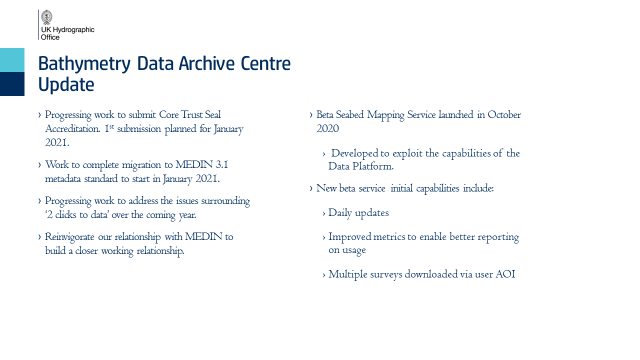 UK Hydrographic
Office
Bathymetry Data Archive Centre
Update
› Progressing work to submit Core Trust Seal
Accreditation. 1st submission planned for January
2021.
› Work to complete migration to MEDIN 3.1
metadata standard to start in January 2021.
› Progressing work to address the issues surrounding
‘2 clicks to data’ over the coming year.
› Reinvigorate our relationship with MEDIN to
build a closer working relationship.
› Beta Seabed Mapping Service launched in October
2020
› Developed to exploit the capabilities of the
Data Platform.
› New beta service initial capabilities include:
› Daily updates
› Improved metrics to enable better reporting
on usage
› Multiple surveys downloaded via user AOI